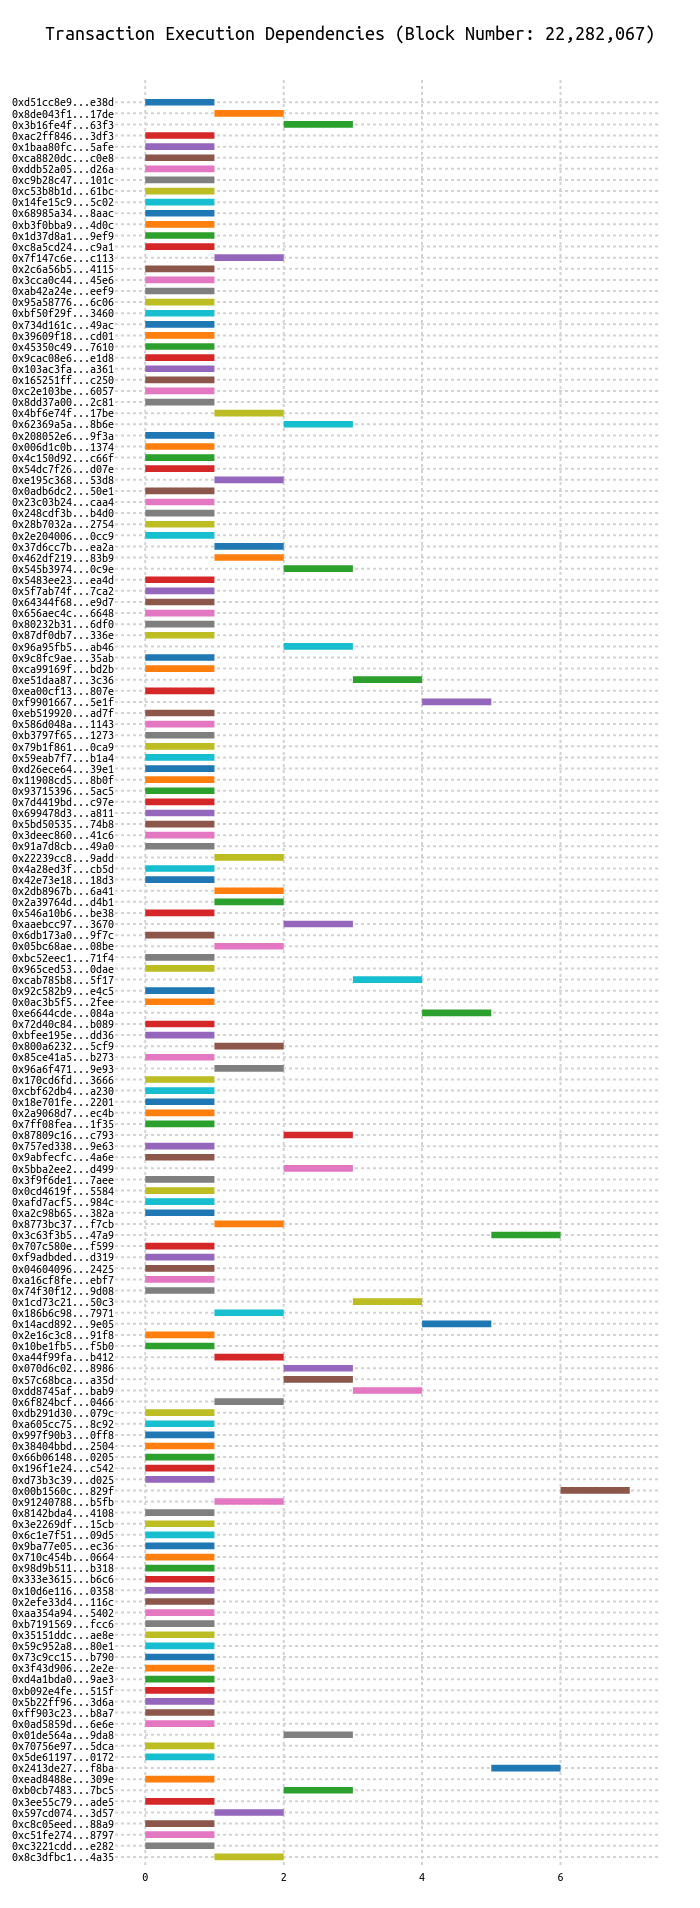 Transaction Execution Dependencies (Block Number: 22,282,067)
0xd51cc8e9...e38d
0x8de043f1...17de
0x3b16fe4f...63f3
0xac2ff846...3df3
0x1baa80fc...5afe
0xca8820dc...c0e8
0xddb52a05...d26a
0xc9b28c47...101c
0xc53b8b1d...61bc
0x14fe15c9...5c02
0x68985a34...8aac
0xb3f0bba9...4d0c
0x1d37d8a1...9ef9
0xc8a5cd24...c9a1
0x7f147c6e...c113
0x2c6a56b5...4115
0x3cca0c44...45e6
0xab42a24e...eef9
0x95a58776...6c06
0xbf50f29f...3460
0x734d161c...49ac
0x39609f18...cd01
0x45350c49...7610
0x9cac08e6...e1d8
0x103ac3fa...a361
0x165251ff...c250
0xc2e103be...6057
0x8dd37a00...2c81
0x4bf6e74f...17be
0x62369a5a...8b6e
0x208052e6...9f3a
0x006d1c0b...1374
0x4c150d92...c66f
0x54dc7f26...d07e
0xe195c368...53d8
0x0adb6dc2...50e1
0x23c03b24...caa4
0x248cdf3b...b4d0
0x28b7032a...2754
0x2e204006...0cc9
0x37d6cc7b...ea2a
0x462df219...83b9
0x545b3974...0c9e
0x5483ee23...ea4d
0x5f7ab74f...7ca2
0x64344f68...e9d7
0x656aec4c...6648
0x80232b31...6df0
0x87df0db7...336e
0x96a95fb5...ab46
0x9c8fc9ae...35ab
0xca99169f...bd2b
0xe51daa87...3c36
0xea00cf13...807e
0xf9901667...5e1f
0xeb519920...ad7f
0x586d048a...1143
0xb3797f65...1273
0x79b1f861...0ca9
0x59eab7f7...b1a4
0xd26ece64...39e1
0x11908cd5...8b0f
0x93715396...5ac5
0x7d4419bd...c97e
0x699478d3...a811
0x5bd50535...74b8
0x3deec860...41c6
0x91a7d8cb...49a0
0x22239cc8...9add
0x4a28ed3f...cb5d
0x42e73e18...18d3
0x2db8967b...6a41
0x2a39764d...d4b1
0x546a10b6...be38
0xaaebcc97...3670
0x6db173a0...9f7c
0x05bc68ae...08be
0xbc52eec1...71f4
0x965ced53...0dae
0xcab785b8...5f17
0x92c582b9...e4c5
0x0ac3b5f5...2fee
0xe6644cde...084a
0x72d40c84...b089
0xbfee195e...dd36
0x800a6232...5cf9
0x85ce41a5...b273
0x96a6f471...9e93
0x170cd6fd...3666
0xcbf62db4...a230
0x18e701fe...2201
0x2a9068d7...ec4b
0x7ff08fea...1f35
0x87809c16...c793
0x757ed338...9e63
0x9abfecfc...4a6e
0x5bba2ee2...d499
0x3f9f6de1...7aee
0x0cd4619f...5584
0xafd7acf5...984c
0xa2c98b65...382a
0x8773bc37...f7cb
0x3c63f3b5...47a9
0x707c580e...f599
0xf9adbded...d319
0x04604096...2425
0xa16cf8fe...ebf7
0x74f30f12...9d08
0x1cd73c21...50c3
0x186b6c98...7971
0x14acd892...9e05
0x2e16c3c8...91f8
0x10be1fb5...f5b0
0xa44f99fa...b412
0x070d6c02...8986
0x57c68bca...a35d
0xdd8745af...bab9
0x6f824bcf...0466
0xdb291d30...079c
0xa605cc75...8c92
0x997f90b3...0ff8
0x38404bbd...2504
0x66b06148...0205
0x196f1e24...c542
0xd73b3c39...d025
0x00b1560c...829f
0x91240788...b5fb
0x8142bda4...4108
0x3e2269df...15cb
0x6c1e7f51...09d5
0x9ba77e05...ec36
0x710c454b...0664
0x98d9b511...b318
0x333e3615...b6c6
0x10d6e116...0358
0x2efe33d4...116c
0xaa354a94...5402
0xb7191569...fcc6
0x35151ddc...ae8e
0x59c952a8...80e1
0x73c9cc15...b790
0x3f43d906...2e2e
0xd4a1bda0...9ae3
0xb092e4fe...515f
0x5b22ff96...3d6a
0xff903c23...b8a7
0x0ad5859d...6e6e
0x01de564a...9da8
0x70756e97...5dca
0x5de61197...0172
0x2413de27...f8ba
0xead8488e...309e
0xb0cb7483...7bc5
0x3ee55c79...ade5
0x597cd074...3d57
0xc8c05eed...88a9
0xc51fe274...8797
0xc3221cdd...e282
0x8c3dfbc1...4a35
0 2 4 6